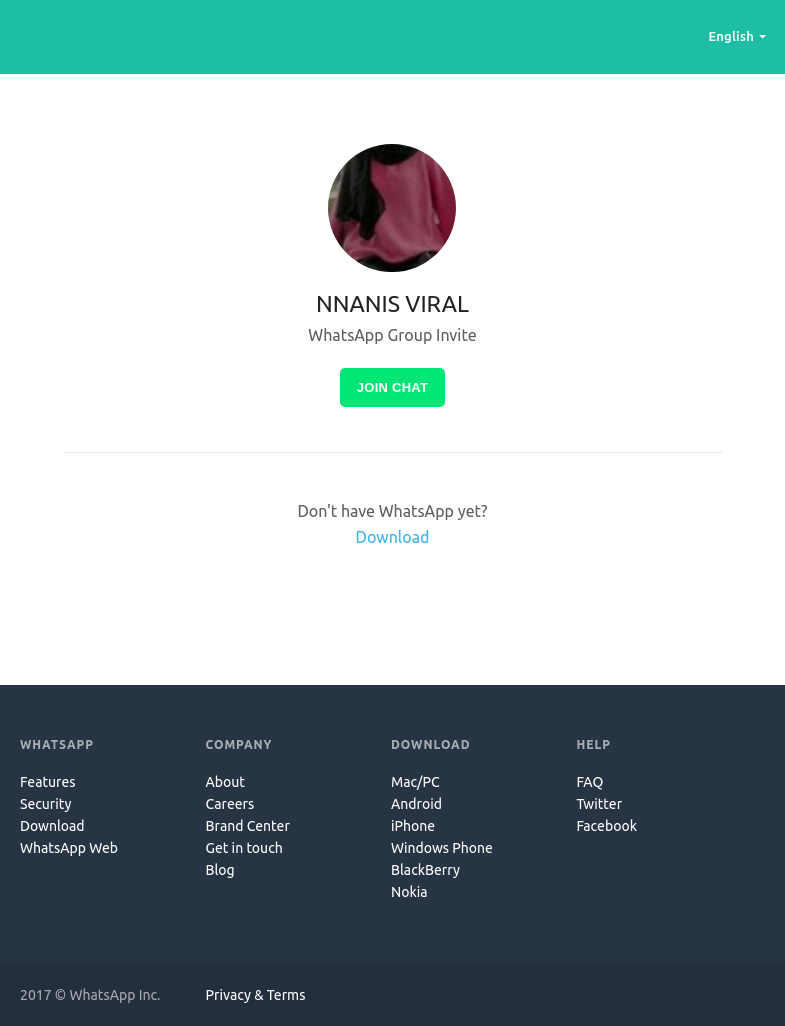 English
NNANIS VIRAL
WhatsApp Group Invite
JOIN CHAT
Don't have WhatsApp yet?
Download
WHATSAPP
Features
Security
Download
WhatsApp Web
COMPANY
About
Careers
Brand Center
Get in touch
Blog
DOWNLOAD
Mac/PC
Android
iPhone
Windows Phone
BlackBerry
Nokia
HELP
FAQ
Twitter
Facebook
2017 © WhatsApp Inc.
Privacy & Terms